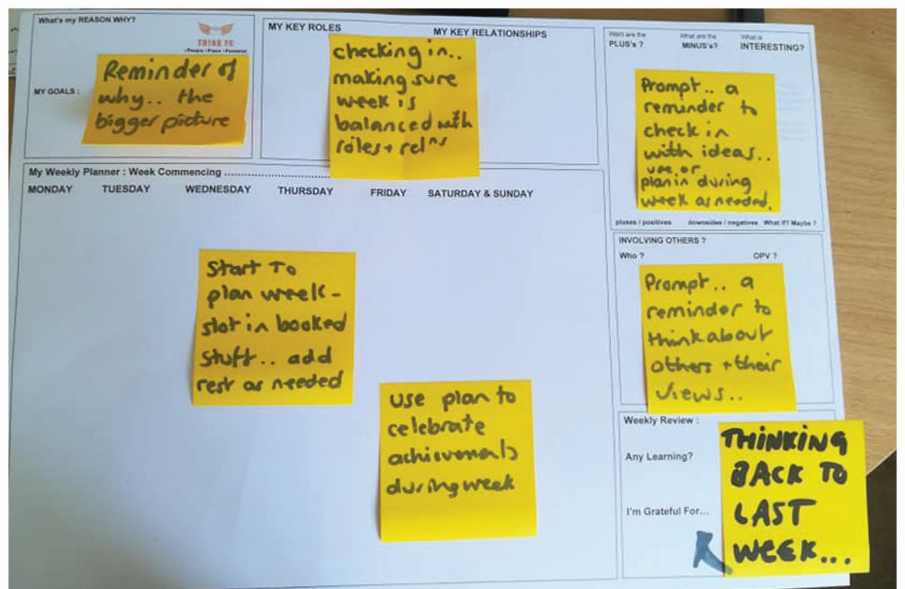 What's my REASON WHY?
THINK FC
• People • Plans • Purposes
MY GOALS :
Reminder of
why.. the
bigger picture
MY KEY ROLES
MY KEY RELATIONSHIPS
checking in..
making sure
week is
balanced with
roles + relns
What are the
PLUS's ?
What are the
MINUS's?
What is
INTERESTING?
Prompt.. a
reminder to
check in
with ideas..
use or
plan in during
week as needed.
pluses / positives
downsides / negatives
What if? Maybe ?
My Weekly Planner : Week Commencing ................................
MONDAY
TUESDAY
WEDNESDAY
THURSDAY
FRIDAY
SATURDAY & SUNDAY
Start To
plan week -
slot in booked
stuff.. add
rest as needed
use plan to
celebrate
achievements
during week
INVOLVING OTHERS ?
Who ?
OPV ?
Prompt.. a
reminder to
think about
others + their
views..
Weekly Review :
Any Learning?
I'm Grateful For...
THINKING
BACK TO
LAST
WEEK...